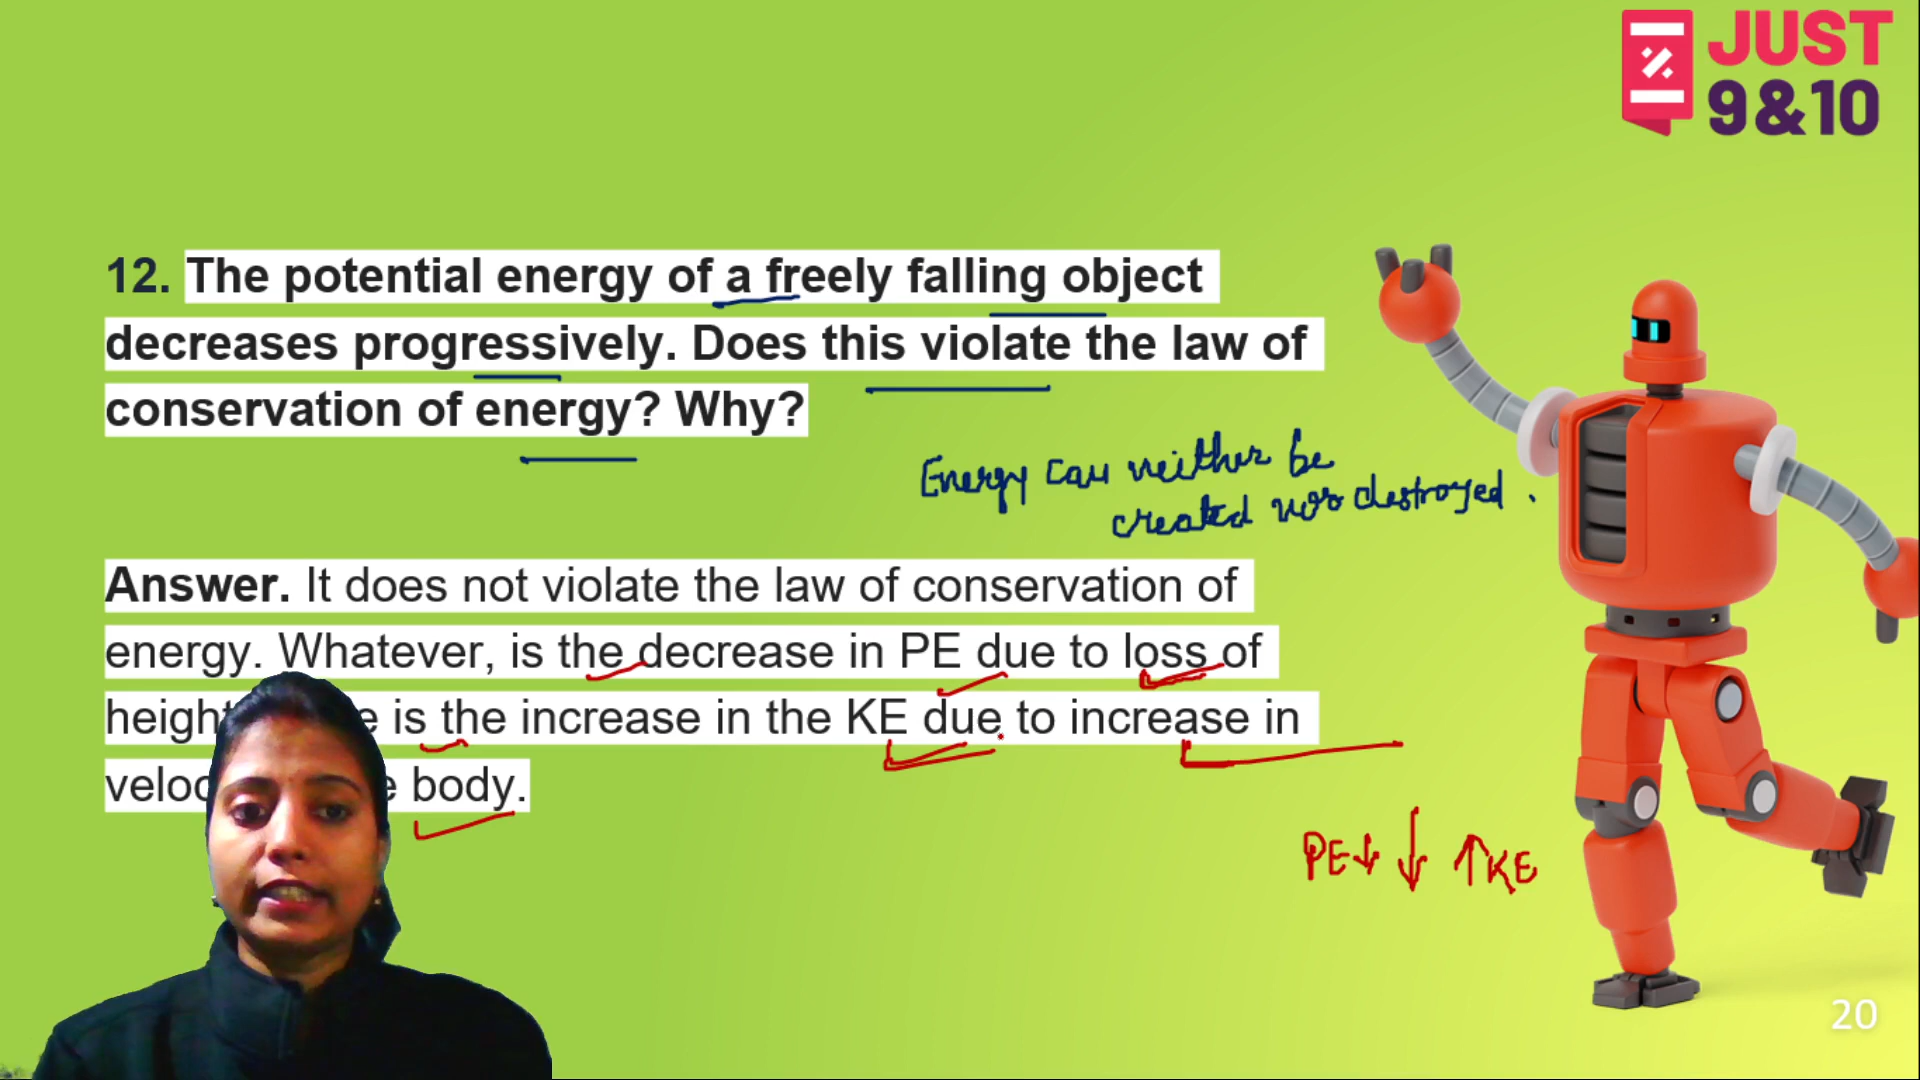 JUST
9&10
12. The potential energy of a freely falling object
decreases progressively. Does this violate the law of
conservation of energy? Why?
Energy can neither be
created nor destroyed.
Answer. It does not violate the law of conservation of
energy. Whatever, is the decrease in PE due to loss of
height is the increase in the KE due to increase in
body.
PE↓ ↓ ↑KE
20